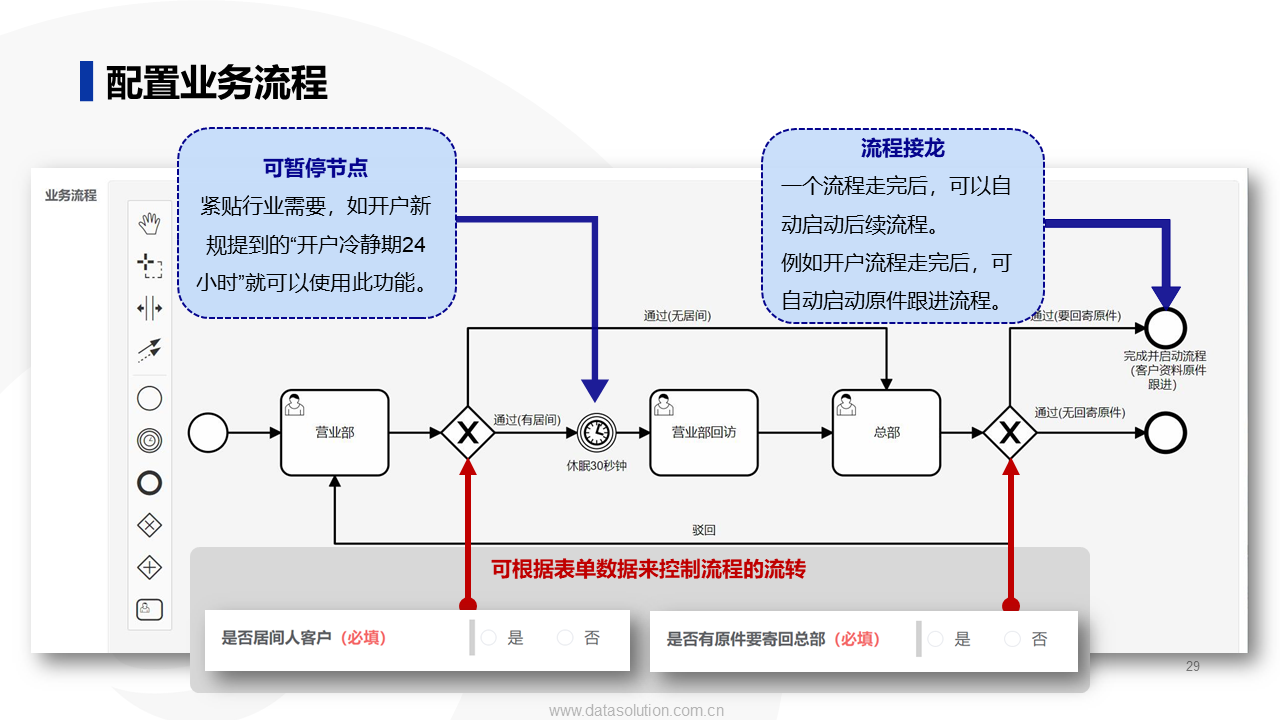 配置业务流程
可暂停节点
紧贴行业需要，如开户新
规提到的“开户冷静期24
小时”就可以使用此功能。
流程接龙
一个流程走完后，可以自
动启动后续流程。
例如开户流程走完后，可
自动启动原件跟进流程。
业务流程
通过(无居间)
通过(要回寄原件)
完成并启动流程
（客户资料原件
跟进）
营业部
通过(有居间)
休眠30秒钟
营业部回访
总部
通过(无回寄原件)
驳回
可根据表单数据来控制流程的流转
是否居间人客户（必填） 是 否
是否有原件要寄回总部（必填） 是 否
29
www.datasolution.com.cn